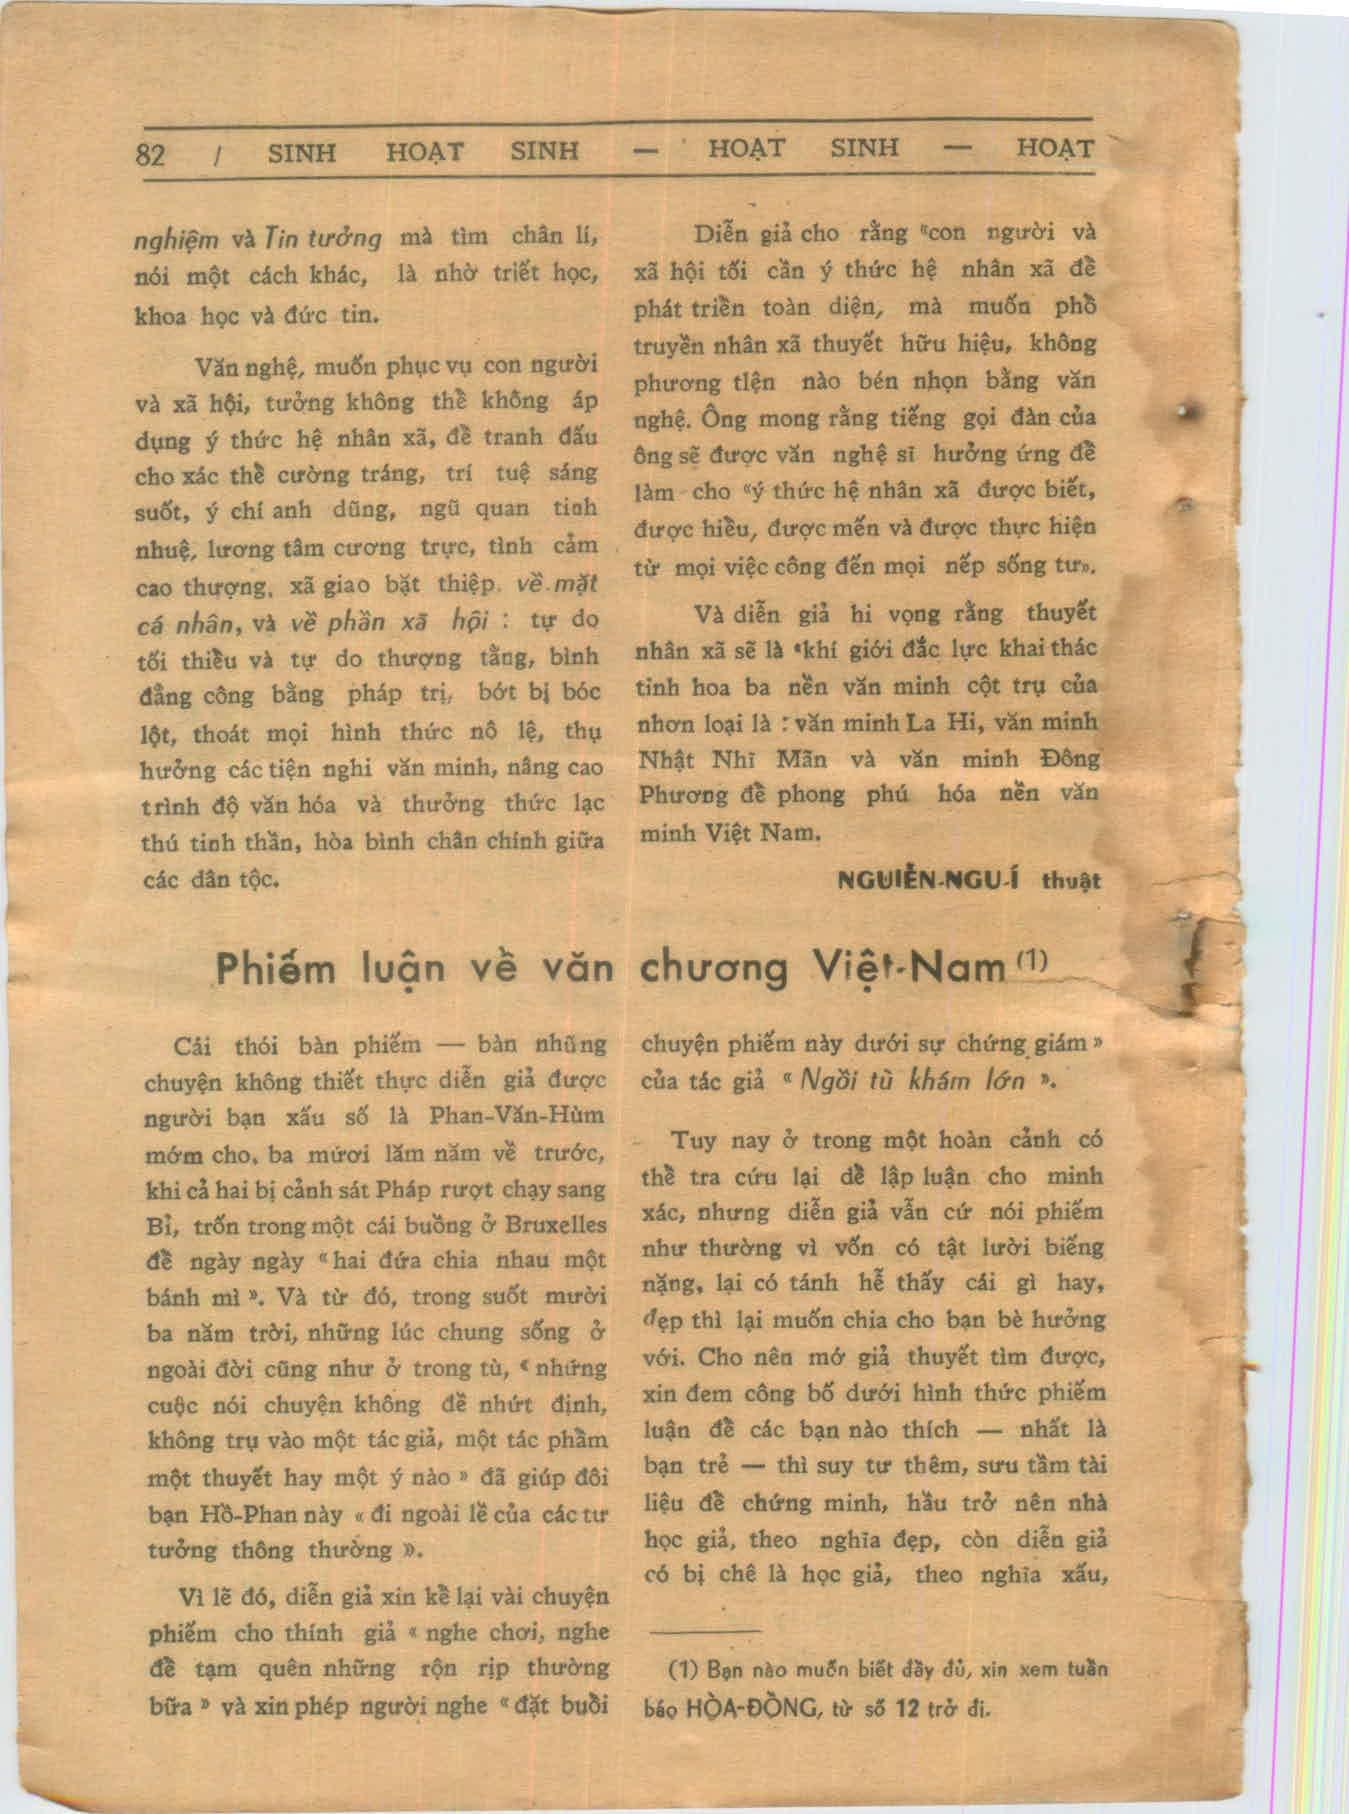 82 / SINH HOẠT SINH — HOẠT SINH — HOẠT
nghiệm và Tin tưởng mà tìm chân lí,
nói một cách khác, là nhờ triết học,
khoa học và đức tin.
Văn nghệ, muốn phục vụ con người
và xã hội, tưởng không thể không áp
dụng ý thức hệ nhân xã, để tranh đấu
cho xác thể cường tráng, trí tuệ sáng
suốt, ý chí anh dũng, ngũ quan tinh
nhuệ, lương tâm cương trực, tình cảm
cao thượng, xã giao bặt thiệp, về mặt
cá nhân, và về phần xã hội : tự do
tối thiểu và tự do thượng tầng, bình
đẳng công bằng pháp trị, bớt bị bóc
lột, thoát mọi hình thức nô lệ, thụ
hưởng các tiện nghi văn minh, nâng cao
trình độ văn hóa và thưởng thức lạc
thú tinh thần, hòa bình chân chính giữa
các dân tộc.
Diễn giả cho rằng «con người và
xã hội tối cần ý thức hệ nhân xã để
phát triển toàn diện, mà muốn phổ
truyền nhân xã thuyết hữu hiệu, không
phương tiện nào bén nhọn bằng văn
nghệ. Ông mong rằng tiếng gọi đàn của
ông sẽ được văn nghệ sĩ hưởng ứng để
làm cho «ý thức hệ nhân xã được biết,
được hiểu, được mến và được thực hiện
từ mọi việc công đến mọi nếp sống tư».
Và diễn giả hi vọng rằng thuyết
nhân xã sẽ là «khí giới đắc lực khai thác
tinh hoa ba nền văn minh cột trụ của
nhơn loại là : văn minh La Hi, văn minh
Nhật Nhĩ Mãn và văn minh Đông
Phương để phong phú hóa nền văn
minh Việt Nam.
NGUIỄN-NGU-Í thuật
Phiếm luận về văn chương Việt-Nam (1)
Cái thói bàn phiếm — bàn những
chuyện không thiết thực diễn giả được
người bạn xấu số là Phan-Văn-Hùm
mớm cho, ba mươi lăm năm về trước,
khi cả hai bị cảnh sát Pháp rượt chạy sang
Bỉ, trốn trong một cái buồng ở Bruxelles
để ngày ngày « hai đứa chia nhau một
bánh mì ». Và từ đó, trong suốt mười
ba năm trời, những lúc chung sống ở
ngoài đời cũng như ở trong tù, « những
cuộc nói chuyện không đề nhứt định,
không trụ vào một tác giả, một tác phẩm
một thuyết hay một ý nào » đã giúp đôi
bạn Hồ-Phan này « đi ngoài lề của các tư
tưởng thông thường ».
Vì lẽ đó, diễn giả xin kể lại vài chuyện
phiếm cho thính giả « nghe chơi, nghe
để tạm quên những rộn rịp thường
bữa » và xin phép người nghe « đặt buổi
chuyện phiếm này dưới sự chứng giám »
của tác giả « Ngồi tù khám lớn ».
Tuy nay ở trong một hoàn cảnh có
thể tra cứu lại để lập luận cho minh
xác, nhưng diễn giả vẫn cứ nói phiếm
như thường vì vốn có tật lười biếng
nặng, lại có tánh hễ thấy cái gì hay,
đẹp thì lại muốn chia cho bạn bè hưởng
với. Cho nên mớ giả thuyết tìm được,
xin đem công bố dưới hình thức phiếm
luận để các bạn nào thích — nhất là
bạn trẻ — thì suy tư thêm, sưu tầm tài
liệu để chứng minh, hầu trở nên nhà
học giả, theo nghĩa đẹp, còn diễn giả
có bị chê là học giả, theo nghĩa xấu,
(1) Bạn nào muốn biết đầy đủ, xin xem tuần
báo HÒA-ĐỒNG, từ số 12 trở đi.